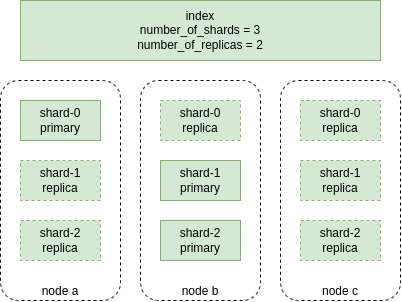 index
number_of_shards = 3
number_of_replicas = 2
shard-0
primary
shard-1
replica
shard-2
replica
node a
shard-0
replica
shard-1
primary
shard-2
primary
node b
shard-0
replica
shard-1
replica
shard-2
replica
node c